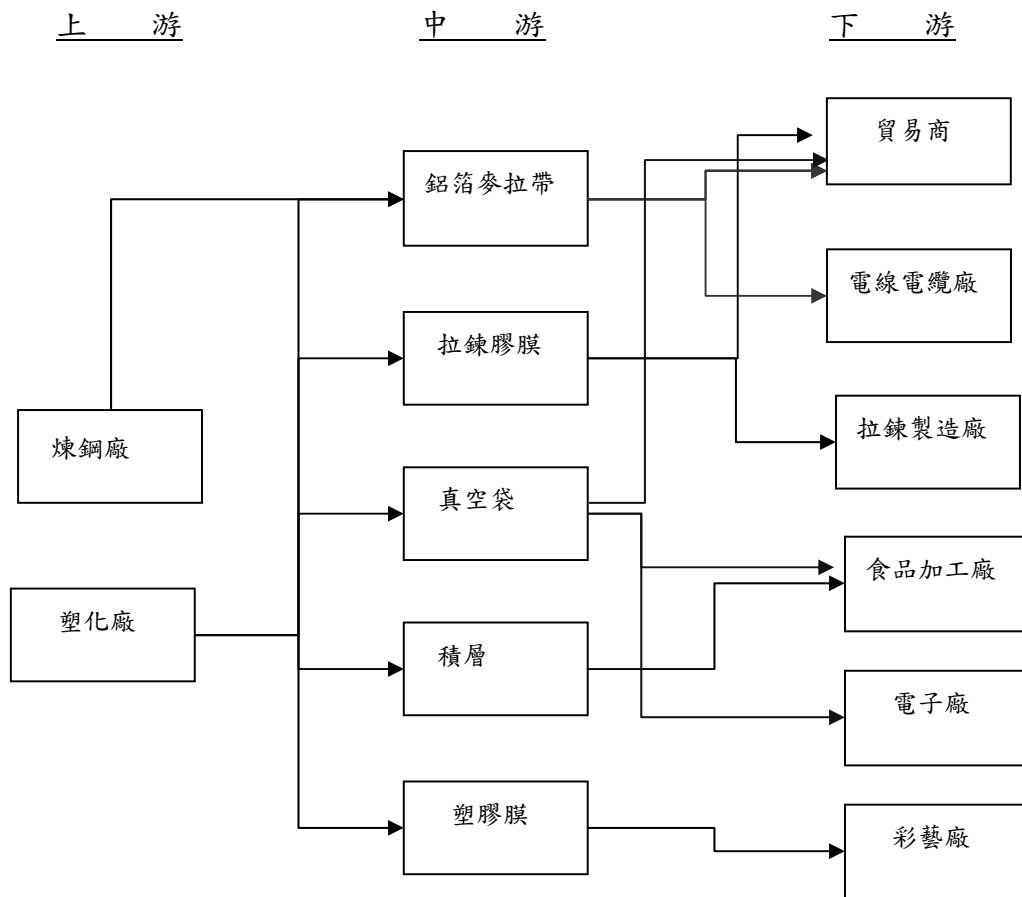 上 游
中 游
下 游
貿易商
鋁箔麥拉帶
電線電纜廠
拉鍊膠膜
拉鍊製造廠
煉鋼廠
真空袋
食品加工廠
塑化廠
積層
電子廠
塑膠膜
彩藝廠